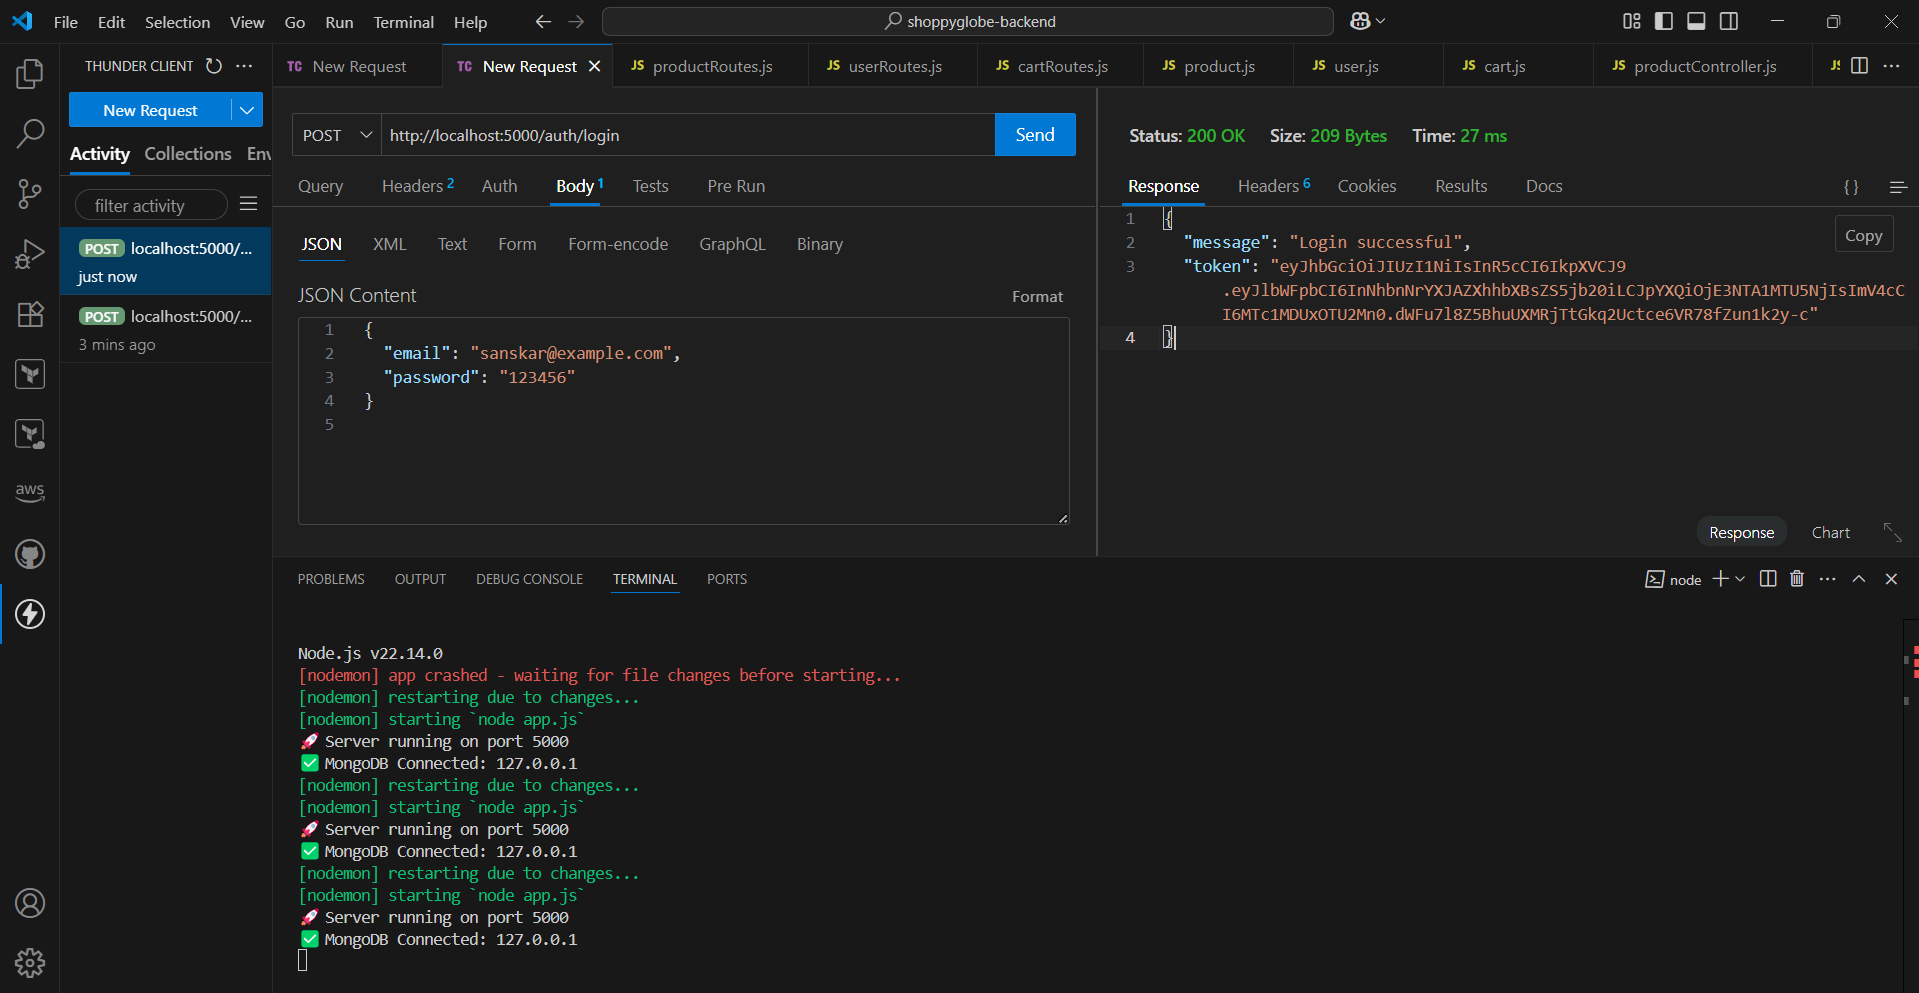 File Edit Selection View Go Run Terminal Help
shoppyglobe-backend
THUNDER CLIENT
New Request
Activity Collections Env
filter activity
POST localhost:5000/...
just now
POST localhost:5000/...
3 mins ago
aws
TC New Request
TC New Request
JS productRoutes.js
JS userRoutes.js
JS cartRoutes.js
JS product.js
JS user.js
JS cart.js
JS productController.js
POST http://localhost:5000/auth/login Send
Query Headers 2 Auth Body 1 Tests Pre Run
JSON XML Text Form Form-encode GraphQL Binary
JSON Content Format
1 {
2 "email": "sanskar@example.com",
3 "password": "123456"
4 }
5
Status: 200 OK Size: 209 Bytes Time: 27 ms
Response Headers 6 Cookies Results Docs { }
Copy
1 {
2 "message": "Login successful",
3 "token": "eyJhbGciOiJIUzI1NiIsInR5cCI6IkpXVCJ9
.eyJlbWFpbCI6InNhbnNrYXJAZXhhbXBsZS5jb20iLCJpYXQiOjE3NTA1MTU5NjIsImV4cC
I6MTc1MDUxOTU2Mn0.dWFu7l8Z5BhuUXMRjTtGkq2Uctce6VR78fZun1k2y-c"
4 }
Response Chart
PROBLEMS OUTPUT DEBUG CONSOLE TERMINAL PORTS
node
Node.js v22.14.0
[nodemon] app crashed - waiting for file changes before starting...
[nodemon] restarting due to changes...
[nodemon] starting `node app.js`
🚀 Server running on port 5000
✅ MongoDB Connected: 127.0.0.1
[nodemon] restarting due to changes...
[nodemon] starting `node app.js`
🚀 Server running on port 5000
✅ MongoDB Connected: 127.0.0.1
[nodemon] restarting due to changes...
[nodemon] starting `node app.js`
🚀 Server running on port 5000
✅ MongoDB Connected: 127.0.0.1